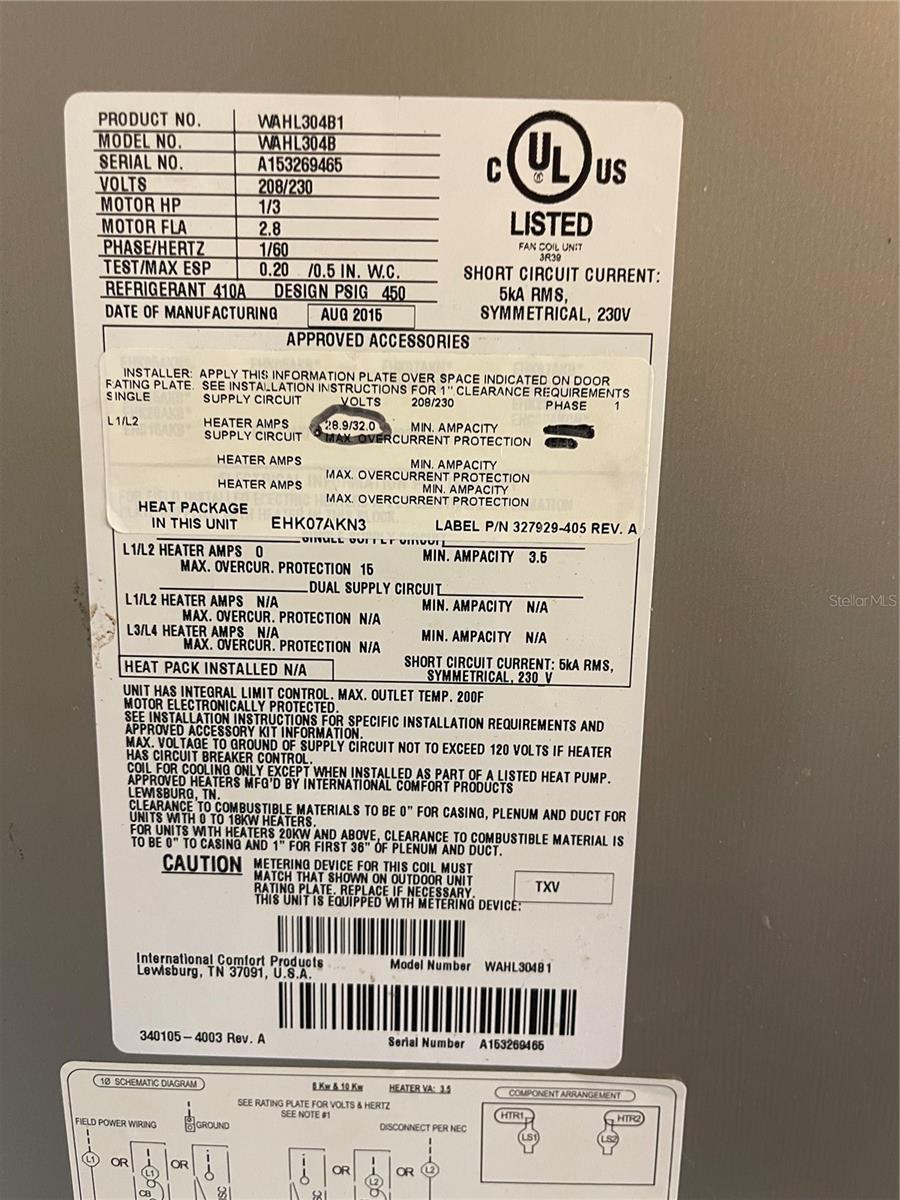 PRODUCT NO. WAHL304B1
MODEL NO. WAHL304B
SERIAL NO. A153269465
VOLTS 208/230
MOTOR HP 1/3
MOTOR FLA 2.8
PHASE/HERTZ 1/60
TEST/MAX ESP 0.20 /0.5 IN. W.C.
REFRIGERANT 410A DESIGN PSIG 450
DATE OF MANUFACTURING AUG 2015
C UL US
LISTED
FAN COIL UNIT
3R39
SHORT CIRCUIT CURRENT:
5kA RMS,
SYMMETRICAL, 230V
APPROVED ACCESSORIES
INSTALLER: APPLY THIS INFORMATION PLATE OVER SPACE INDICATED ON DOOR
RATING PLATE. SEE INSTALLATION INSTRUCTIONS FOR 1" CLEARANCE REQUIREMENTS
SINGLE SUPPLY CIRCUIT VOLTS 208/230 PHASE 1
L1/L2 HEATER AMPS 28.9/32.0 MIN. AMPACITY
SUPPLY CIRCUIT MAX. OVERCURRENT PROTECTION
HEATER AMPS MIN. AMPACITY
MAX. OVERCURRENT PROTECTION
HEATER AMPS MIN. AMPACITY
MAX. OVERCURRENT PROTECTION
HEAT PACKAGE
IN THIS UNIT EHK07AKN3 LABEL P/N 327929-405 REV. A
SINGLE SUPPLY CIRCUIT
L1/L2 HEATER AMPS 0 MIN. AMPACITY 3.5
MAX. OVERCUR. PROTECTION 15
DUAL SUPPLY CIRCUIT
L1/L2 HEATER AMPS N/A MIN. AMPACITY N/A
MAX. OVERCUR. PROTECTION N/A
L3/L4 HEATER AMPS N/A MIN. AMPACITY N/A
MAX. OVERCUR. PROTECTION N/A
HEAT PACK INSTALLED N/A
SHORT CIRCUIT CURRENT: 5kA RMS,
SYMMETRICAL, 230 V
UNIT HAS INTEGRAL LIMIT CONTROL. MAX. OUTLET TEMP. 200F
MOTOR ELECTRONICALLY PROTECTED.
SEE INSTALLATION INSTRUCTIONS FOR SPECIFIC INSTALLATION REQUIREMENTS AND
APPROVED ACCESSORY KIT INFORMATION.
MAX. VOLTAGE TO GROUND OF SUPPLY CIRCUIT NOT TO EXCEED 120 VOLTS IF HEATER
HAS CIRCUIT BREAKER CONTROL.
COIL FOR COOLING ONLY EXCEPT WHEN INSTALLED AS PART OF A LISTED HEAT PUMP.
APPROVED HEATERS MFG'D BY INTERNATIONAL COMFORT PRODUCTS
LEWISBURG, TN.
CLEARANCE TO COMBUSTIBLE MATERIALS TO BE 0" FOR CASING, PLENUM AND DUCT FOR
UNITS WITH 0 TO 18KW HEATERS.
FOR UNITS WITH HEATERS 20KW AND ABOVE, CLEARANCE TO COMBUSTIBLE MATERIAL IS
TO BE 0" TO CASING AND 1" FOR FIRST 36" OF PLENUM AND DUCT.
CAUTION METERING DEVICE FOR THIS COIL MUST
MATCH THAT SHOWN ON OUTDOOR UNIT
RATING PLATE. REPLACE IF NECESSARY.
THIS UNIT IS EQUIPPED WITH METERING DEVICE:
TXV
International Comfort Products
Lewisburg, TN 37091, U.S.A.
Model Number WAHL304B1
340105-4003 Rev. A
Serial Number A153269465
1Ø SCHEMATIC DIAGRAM
8 Kw & 10 Kw HEATER VA: 3.5
SEE RATING PLATE FOR VOLTS & HERTZ
SEE NOTE #1
COMPONENT ARRANGEMENT
FIELD POWER WIRING
GROUND
DISCONNECT PER NEC
HTR1 HTR2
LS1 LS2
L1 OR L1 OR OR L2 OR L2
CB
StellarMLS